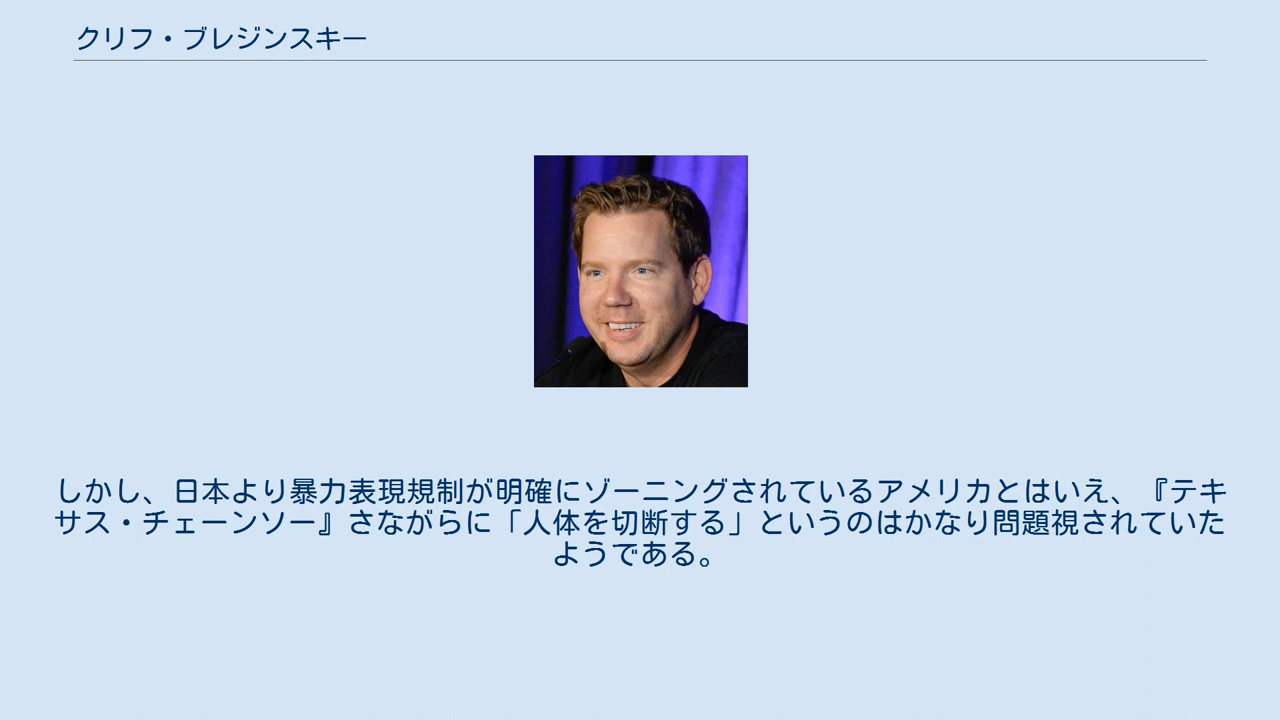 クリフ・ブレジンスキー
しかし、日本より暴力表現規制が明確にゾーニングされているアメリカとはいえ、『テキ
サス・チェーンソー』さながらに「人体を切断する」というのはかなり問題視されていた
ようである。